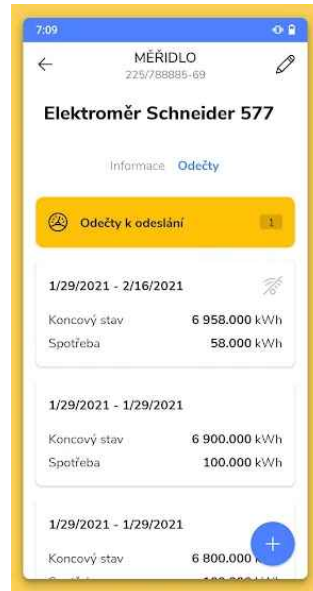 7:09
MĚŘIDLO
225/788885-69
Elektroměr Schneider 577
Informace Odečty
Odečty k odeslání 1
1/29/2021 - 2/16/2021
Koncový stav 6 958.000 kWh
Spotřeba 58.000 kWh
1/29/2021 - 1/29/2021
Koncový stav 6 900.000 kWh
Spotřeba 100.000 kWh
1/29/2021 - 1/29/2021
Koncový stav 6 800.000